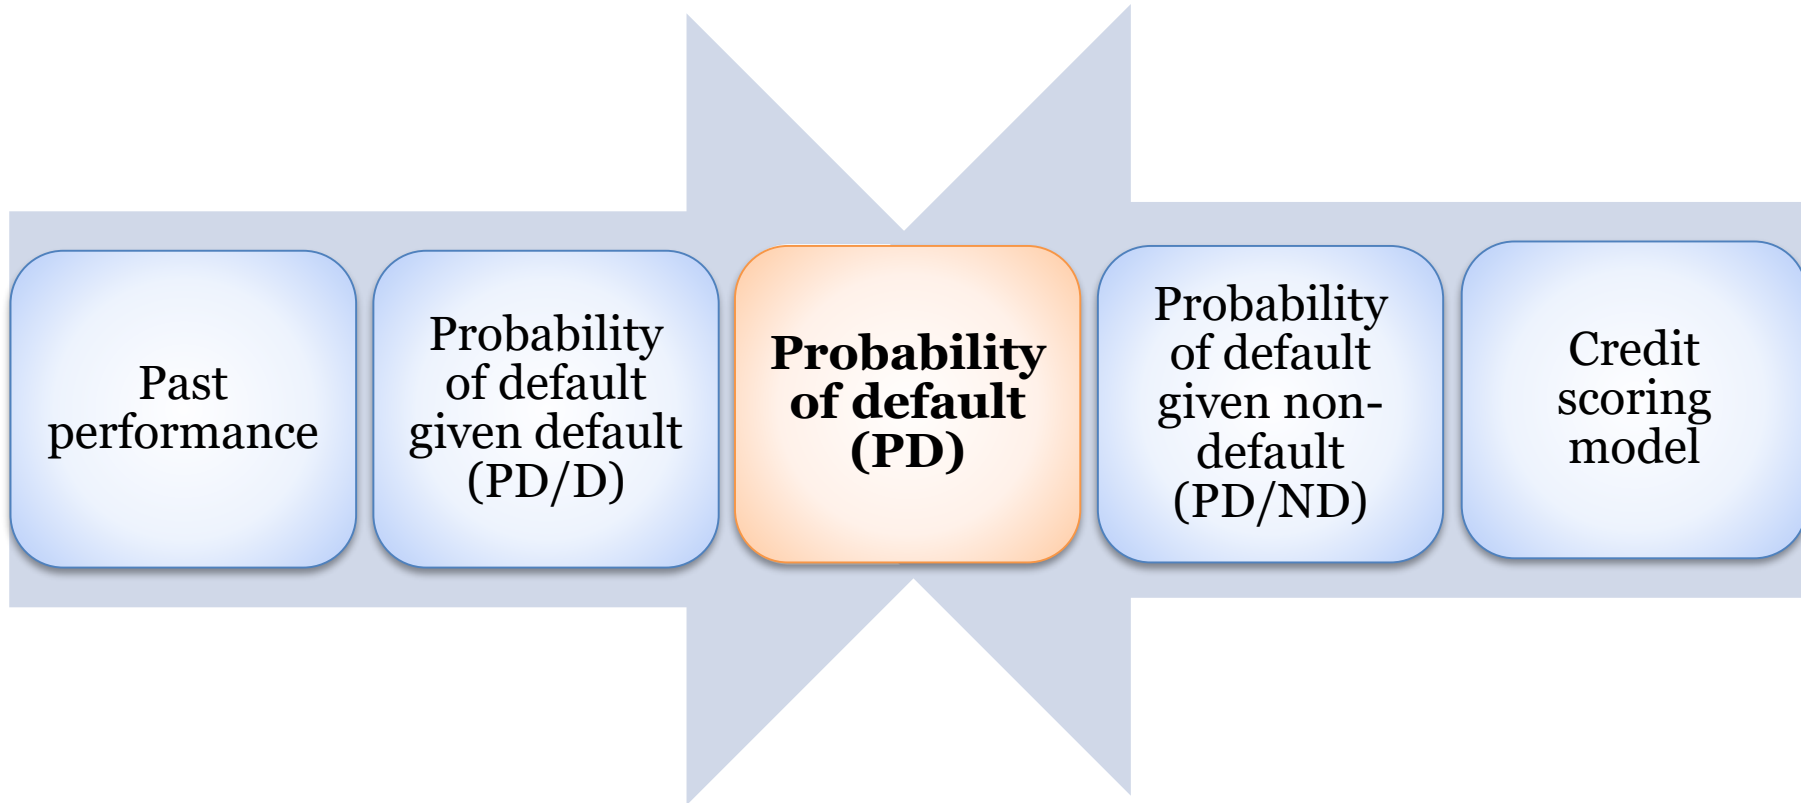 Past
performance
Probability
of default
given default
(PD/D)
Probability
of default
(PD)
Probability
of default
given non-
default
(PD/ND)
Credit
scoring
model